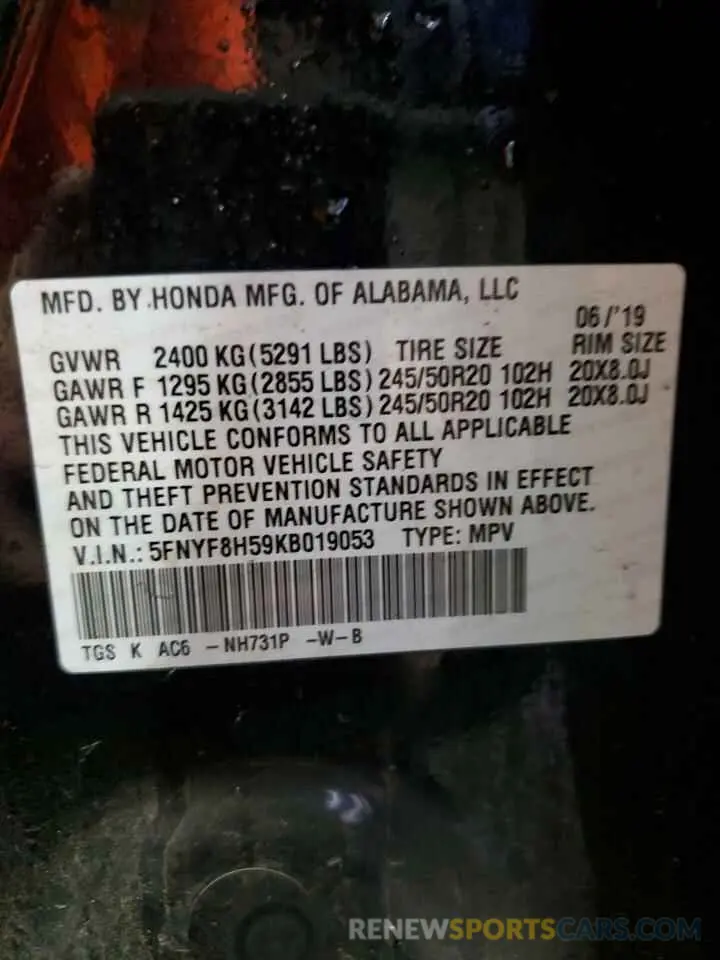 MFD. BY HONDA MFG. OF ALABAMA, LLC
06/'19
GVWR 2400 KG (5291 LBS) TIRE SIZE RIM SIZE
GAWR F 1295 KG (2855 LBS) 245/50R20 102H 20X8.0J
GAWR R 1425 KG (3142 LBS) 245/50R20 102H 20X8.0J
THIS VEHICLE CONFORMS TO ALL APPLICABLE
FEDERAL MOTOR VEHICLE SAFETY
AND THEFT PREVENTION STANDARDS IN EFFECT
ON THE DATE OF MANUFACTURE SHOWN ABOVE.
V.I.N.: 5FNYF8H59KB019053 TYPE: MPV
TGS K AC6 -NH731P -W-B
RENEWSPORTSCARS.COM